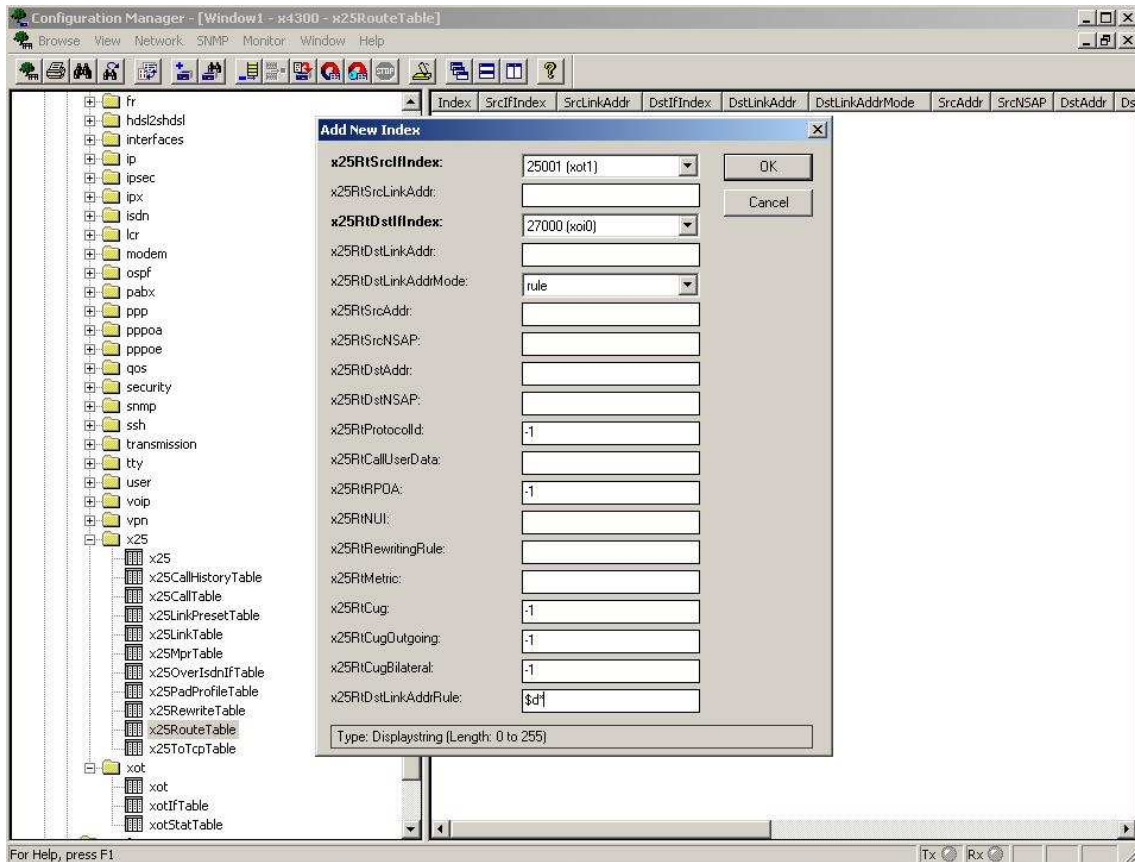 Configuration Manager - [Window1 - x4300 - x25RouteTable]
Browse View Network SNMP Monitor Window Help
fr
hdsl2shdsl
interfaces
ip
ipsec
ipx
isdn
lcr
modem
ospf
pabx
ppp
pppoa
pppoe
qos
security
snmp
ssh
transmission
tty
user
voip
vpn
x25
x25
x25CallHistoryTable
x25CallTable
x25LinkPresetTable
x25LinkTable
x25MprTable
x25OverIsdnIfTable
x25PadProfileTable
x25RewriteTable
x25RouteTable
x25ToTcpTable
xot
xot
xotIfTable
xotStatTable
Index SrcIfIndex SrcLinkAddr DstIfIndex DstLinkAddr DstLinkAddrMode SrcAddr SrcNSAP DstAddr Ds
Add New Index
x25RtSrcIfIndex: 25001 (xot1)
x25RtSrcLinkAddr:
x25RtDstIfIndex: 27000 (xoi0)
x25RtDstLinkAddr:
x25RtDstLinkAddrMode: rule
x25RtSrcAddr:
x25RtSrcNSAP:
x25RtDstAddr:
x25RtDstNSAP:
x25RtProtocolId: -1
x25RtCallUserData:
x25RtRPOA: -1
x25RtNUI:
x25RtRewritingRule:
x25RtMetric:
x25RtCug: -1
x25RtCugOutgoing: -1
x25RtCugBilateral: -1
x25RtDstLinkAddrRule: $d*
Type: Displaystring (Length: 0 to 255)
OK
Cancel
For Help, press F1
Tx Rx